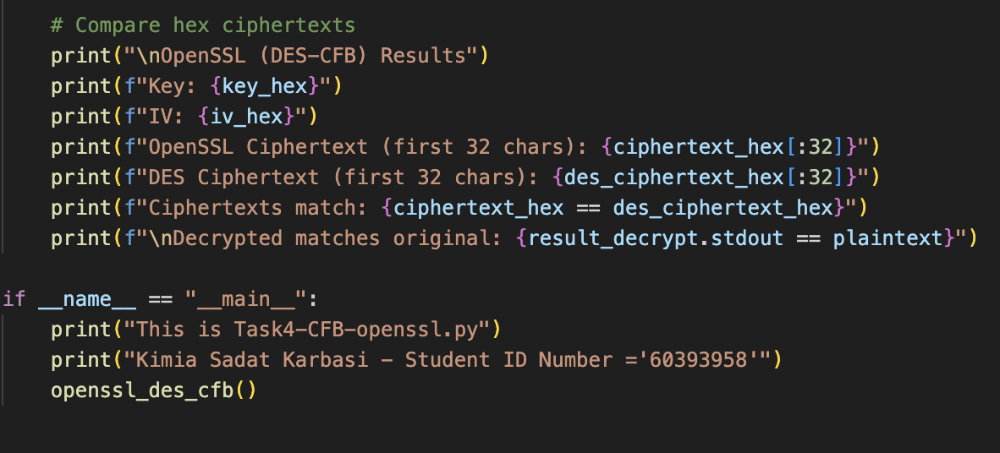 # Compare hex ciphertexts
print("\nOpenSSL (DES-CFB) Results")
print(f"Key: {key_hex}")
print(f"IV: {iv_hex}")
print(f"OpenSSL Ciphertext (first 32 chars): {ciphertext_hex[:32]}")
print(f"DES Ciphertext (first 32 chars): {des_ciphertext_hex[:32]}")
print(f"Ciphertexts match: {ciphertext_hex == des_ciphertext_hex}")
print(f"\nDecrypted matches original: {result_decrypt.stdout == plaintext}")
if __name__ == "__main__":
print("This is Task4-CFB-openssl.py")
print("Kimia Sadat Karbasi - Student ID Number ='60393958'")
openssl_des_cfb()